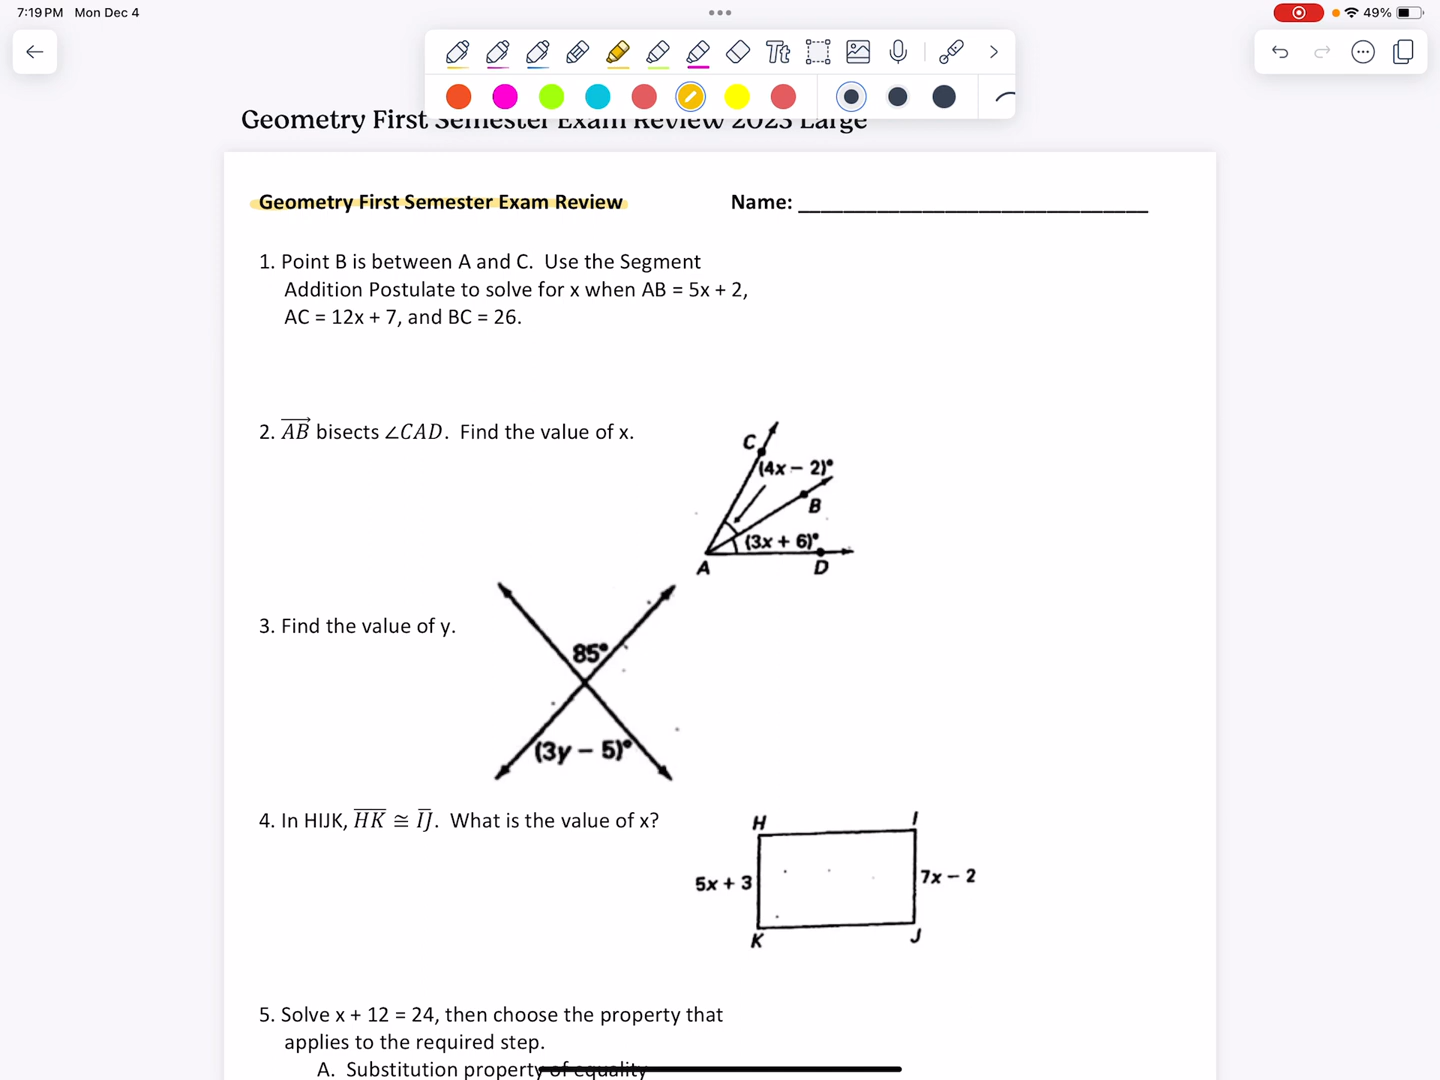 7:19 PM Mon Dec 4
49%
Tt
Geometry First Semester Exam Review 2023 Large
Geometry First Semester Exam Review Name: ______________________________
1. Point B is between A and C. Use the Segment
Addition Postulate to solve for x when AB = 5x + 2,
AC = 12x + 7, and BC = 26.
2. \overrightarrow{AB} bisects ∠CAD. Find the value of x.
C
(4x – 2)°
B
(3x + 6)°
A
D
3. Find the value of y.
85°
(3y – 5)°
4. In HIJK, \overline{HK} ≅ \overline{IJ}. What is the value of x?
H
I
5x + 3
7x – 2
K
J
5. Solve x + 12 = 24, then choose the property that
applies to the required step.
A. Substitution property of equality